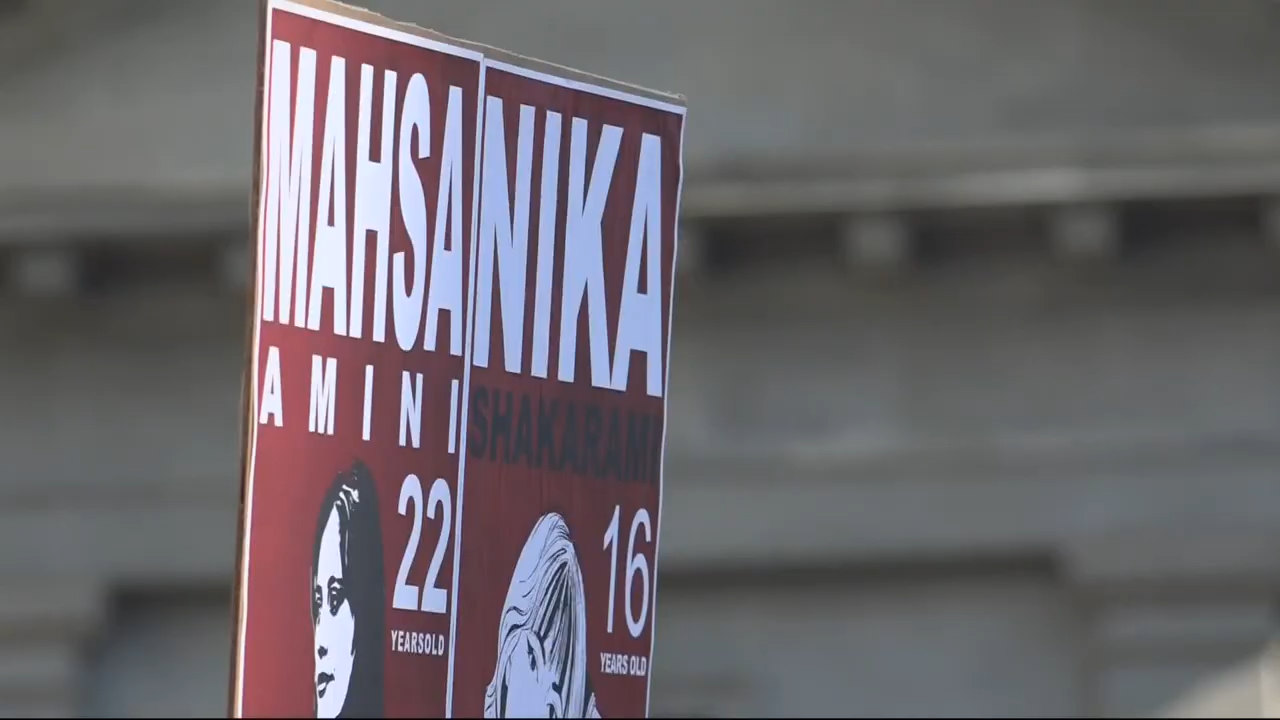 MAHSA
AMINI
22
YEARSOLD
NIKA
SHAKARAMI
16
YEARS OLD